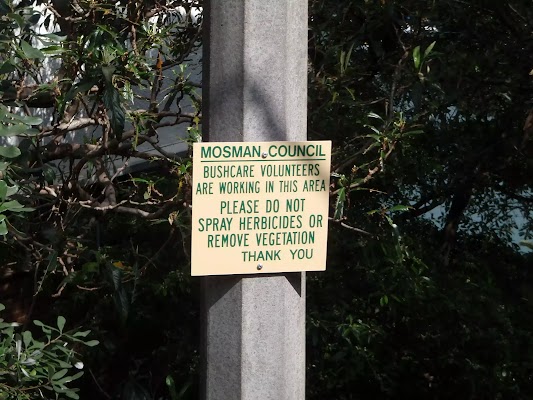 MOSMAN COUNCIL
BUSHCARE VOLUNTEERS
ARE WORKING IN THIS AREA
PLEASE DO NOT
SPRAY HERBICIDES OR
REMOVE VEGETATION
THANK YOU